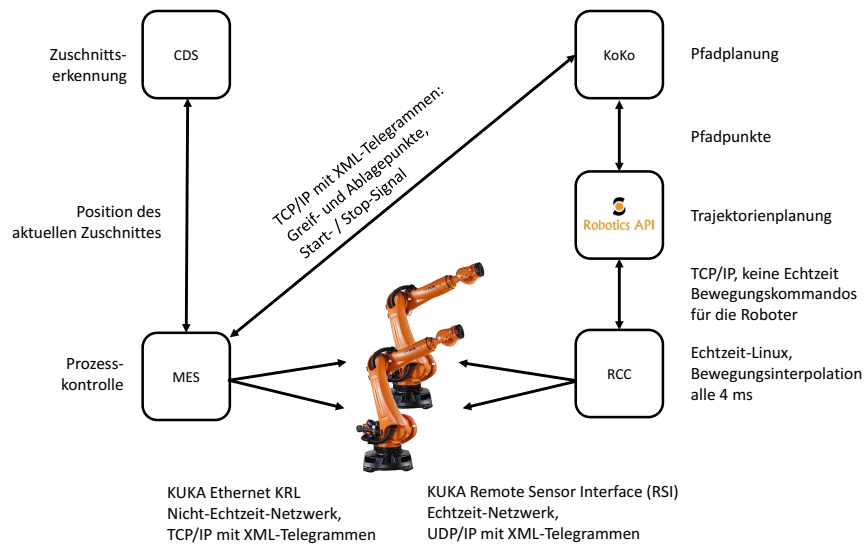 Zuschnitts-
erkennung
CDS
KoKo
Pfadplanung
TCP/IP mit XML-Telegrammen:
Greif- und Ablagepunkte,
Start- / Stop-Signal
Pfadpunkte
Position des
aktuellen Zuschnittes
Robotics API
Trajektorienplanung
TCP/IP, keine Echtzeit
Bewegungskommandos
für die Roboter
Prozess-
kontrolle
MES
RCC
Echtzeit-Linux,
Bewegungsinterpolation
alle 4 ms
KUKA Ethernet KRL
Nicht-Echtzeit-Netzwerk,
TCP/IP mit XML-Telegrammen
KUKA Remote Sensor Interface (RSI)
Echtzeit-Netzwerk,
UDP/IP mit XML-Telegrammen